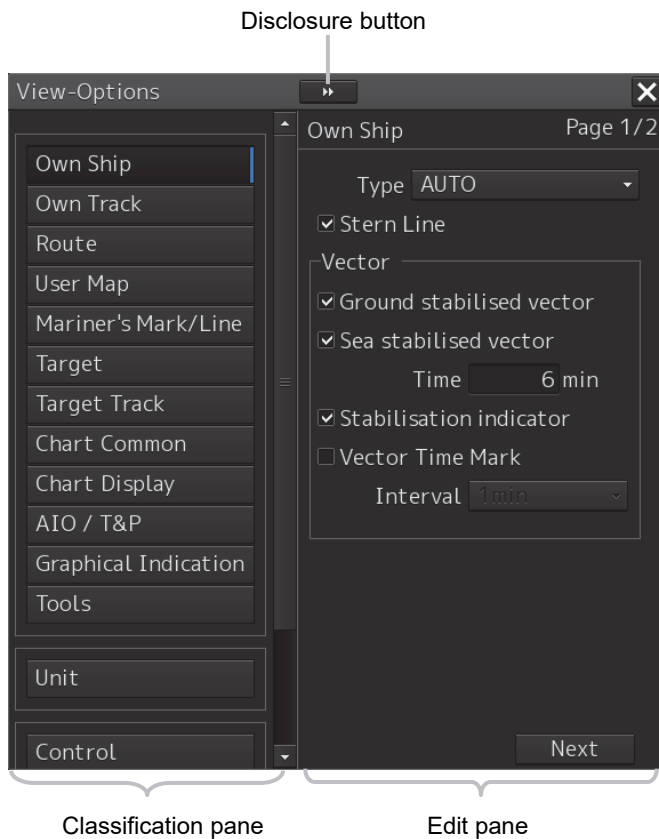 Disclosure button
View-Options
Own Ship
Own Track
Route
User Map
Mariner's Mark/Line
Target
Target Track
Chart Common
Chart Display
AIO / T&P
Graphical Indication
Tools
Unit
Control
Own Ship Page 1/2
Type AUTO
Stern Line
Vector
Ground stabilised vector
Sea stabilised vector
Time 6 min
Stabilisation indicator
Vector Time Mark
Interval 1min
Next
Classification pane
Edit pane